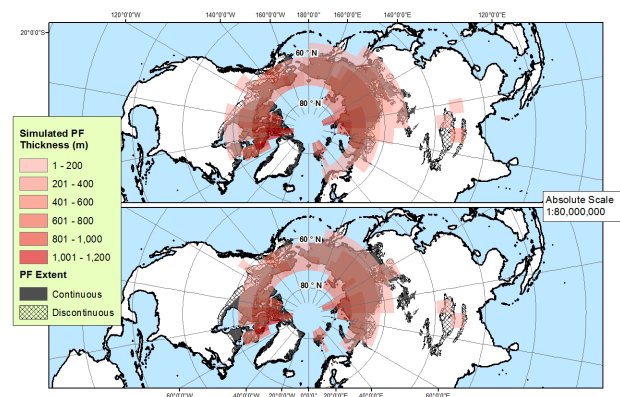 120°0'0"W 140°0'0"W 160°0'0"W 180°0'0" 160°0'0"E 140°0'0"E 120°0'0"E
20°0'0"S
60 ° N
80 ° N
Simulated PF
Thickness (m)
1 - 200
201 - 400
401 - 600
601 - 800
801 - 1,000
1,001 - 1,200
PF Extent
Continuous
Discontinuous
Absolute Scale
1:80,000,000
60 ° N
80 ° N
60°0'0"W 40°0'0"W 20°0'0"W 0°0'0" 20°0'0"E 40°0'0"E 60°0'0"E